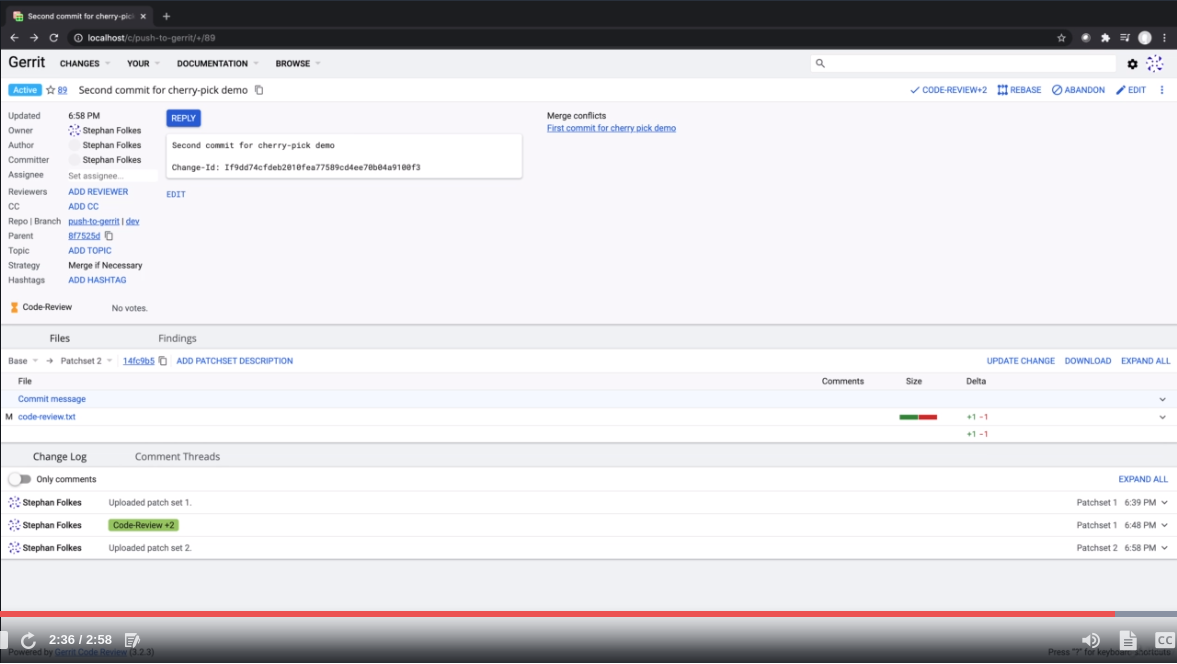 Second commit for cherry-pic
localhost/c/push-to-gerrit/+/89
Gerrit CHANGES YOUR DOCUMENTATION BROWSE
Active 89 Second commit for cherry-pick demo CODE-REVIEW+2 REBASE ABANDON EDIT
Updated 6:58 PM
Owner Stephan Folkes
Author Stephan Folkes
Committer Stephan Folkes
Assignee Set assignee...
Reviewers ADD REVIEWER
CC ADD CC
Repo | Branch push-to-gerrit | dev
Parent 8f7525d
Topic ADD TOPIC
Strategy Merge if Necessary
Hashtags ADD HASHTAG
Code-Review No votes.
REPLY
Second commit for cherry-pick demo
Change-Id: If9dd74cfdeb2010fea77589cd4ee70b04a9100f3
EDIT
Merge conflicts
First commit for cherry pick demo
Files Findings
Base → Patchset 2 14fc9b5 ADD PATCHSET DESCRIPTION UPDATE CHANGE DOWNLOAD EXPAND ALL
File Comments Size Delta
Commit message
M code-review.txt +1 -1
+1 -1
Change Log Comment Threads
Only comments EXPAND ALL
Stephan Folkes Uploaded patch set 1. Patchset 1 6:39 PM
Stephan Folkes Code-Review +2 Patchset 1 6:48 PM
Stephan Folkes Uploaded patch set 2. Patchset 2 6:58 PM
2:36 / 2:58 CC
Powered by Gerrit Code Review (3.2.3) Press "?" for keyboard shortcuts